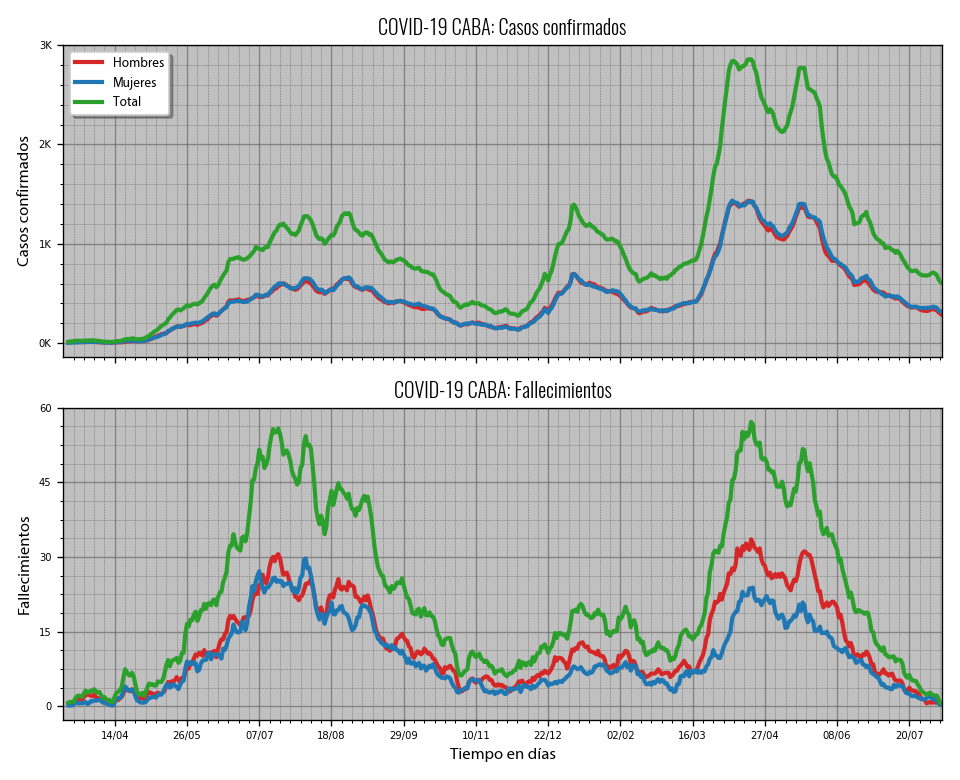 COVID-19 CABA: Casos confirmados
3K
2K
1K
0K
Casos confirmados
Hombres
Mujeres
Total
COVID-19 CABA: Fallecimientos
60
45
30
15
0
Fallecimientos
14/04 26/05 07/07 18/08 29/09 10/11 22/12 02/02 16/03 27/04 08/06 20/07
Tiempo en días